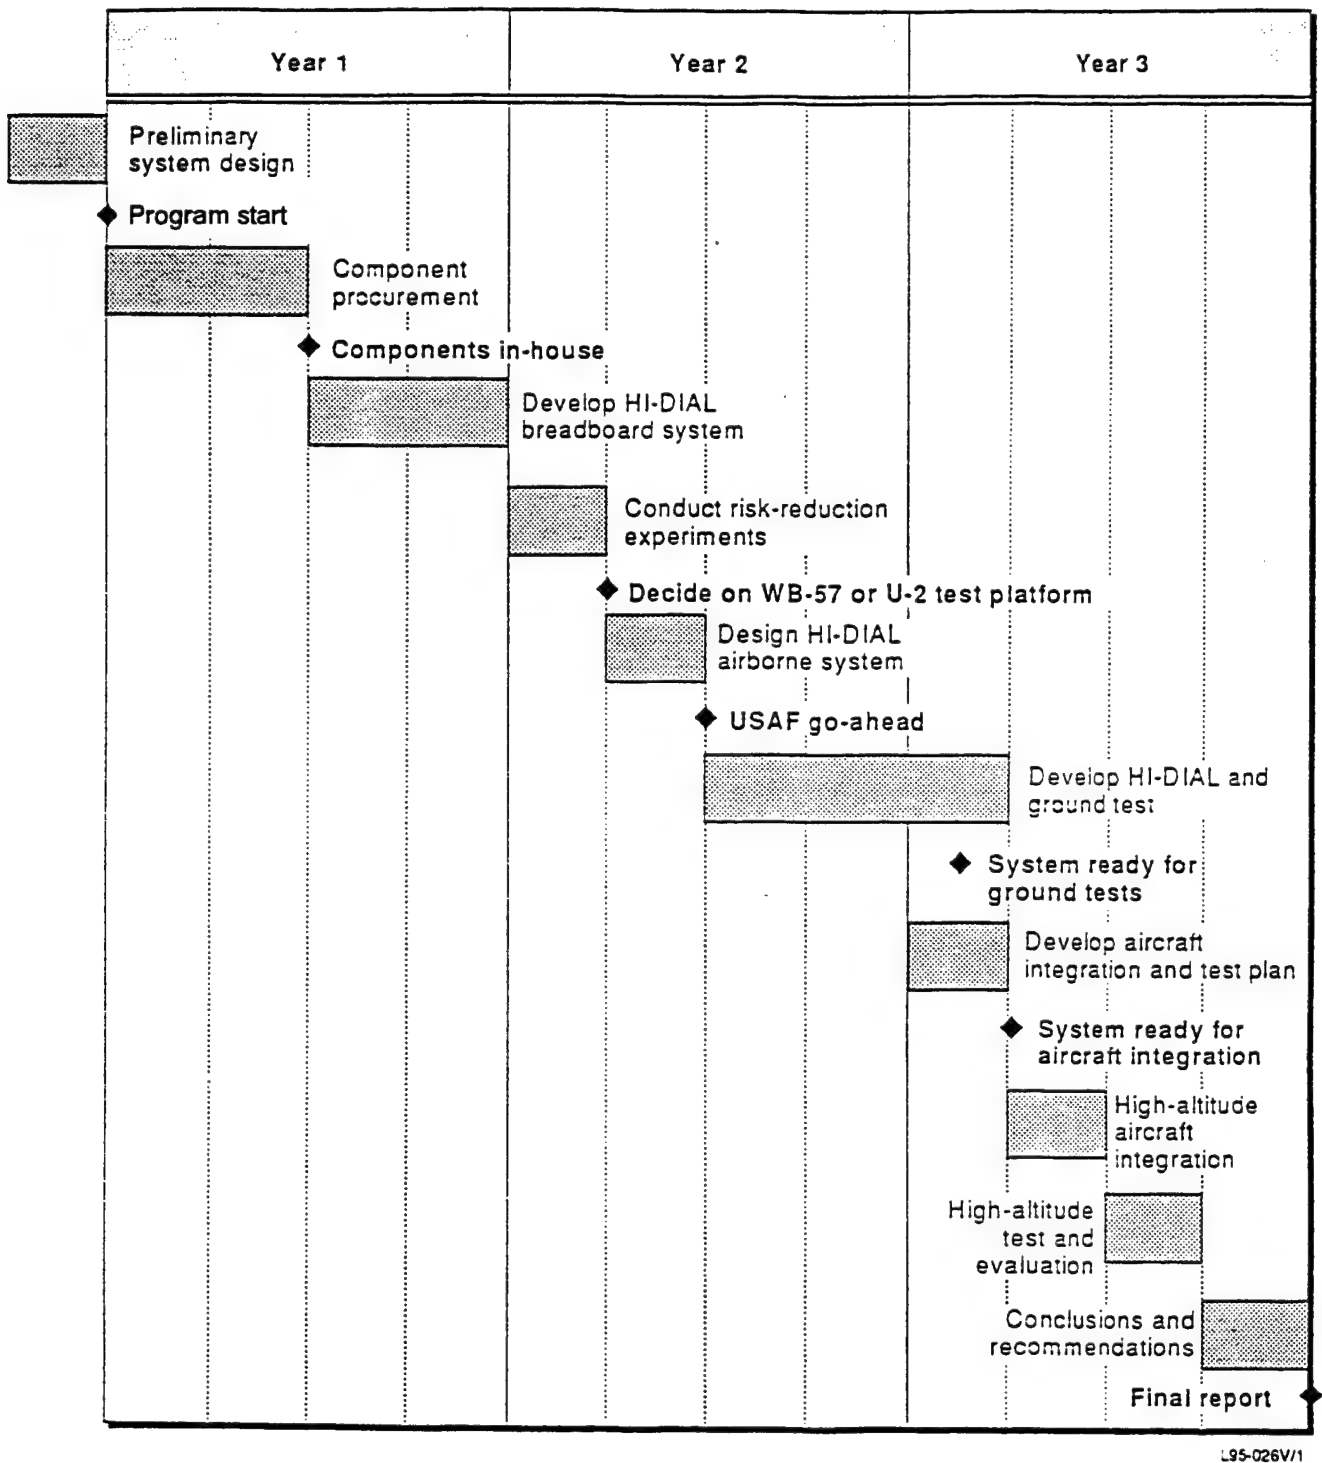 Year 1
Year 2
Year 3
Preliminary
system design
Program start
Component
procurement
Components in-house
Develop HI-DIAL
breadboard system
Conduct risk-reduction
experiments
Decide on WB-57 or U-2 test platform
Design HI-DIAL
airborne system
USAF go-ahead
Develop HI-DIAL and
ground test
System ready for
ground tests
Develop aircraft
integration and test plan
System ready for
aircraft integration
High-altitude
aircraft
integration
High-altitude
test and
evaluation
Conclusions and
recommendations
Final report
L95-026V/1